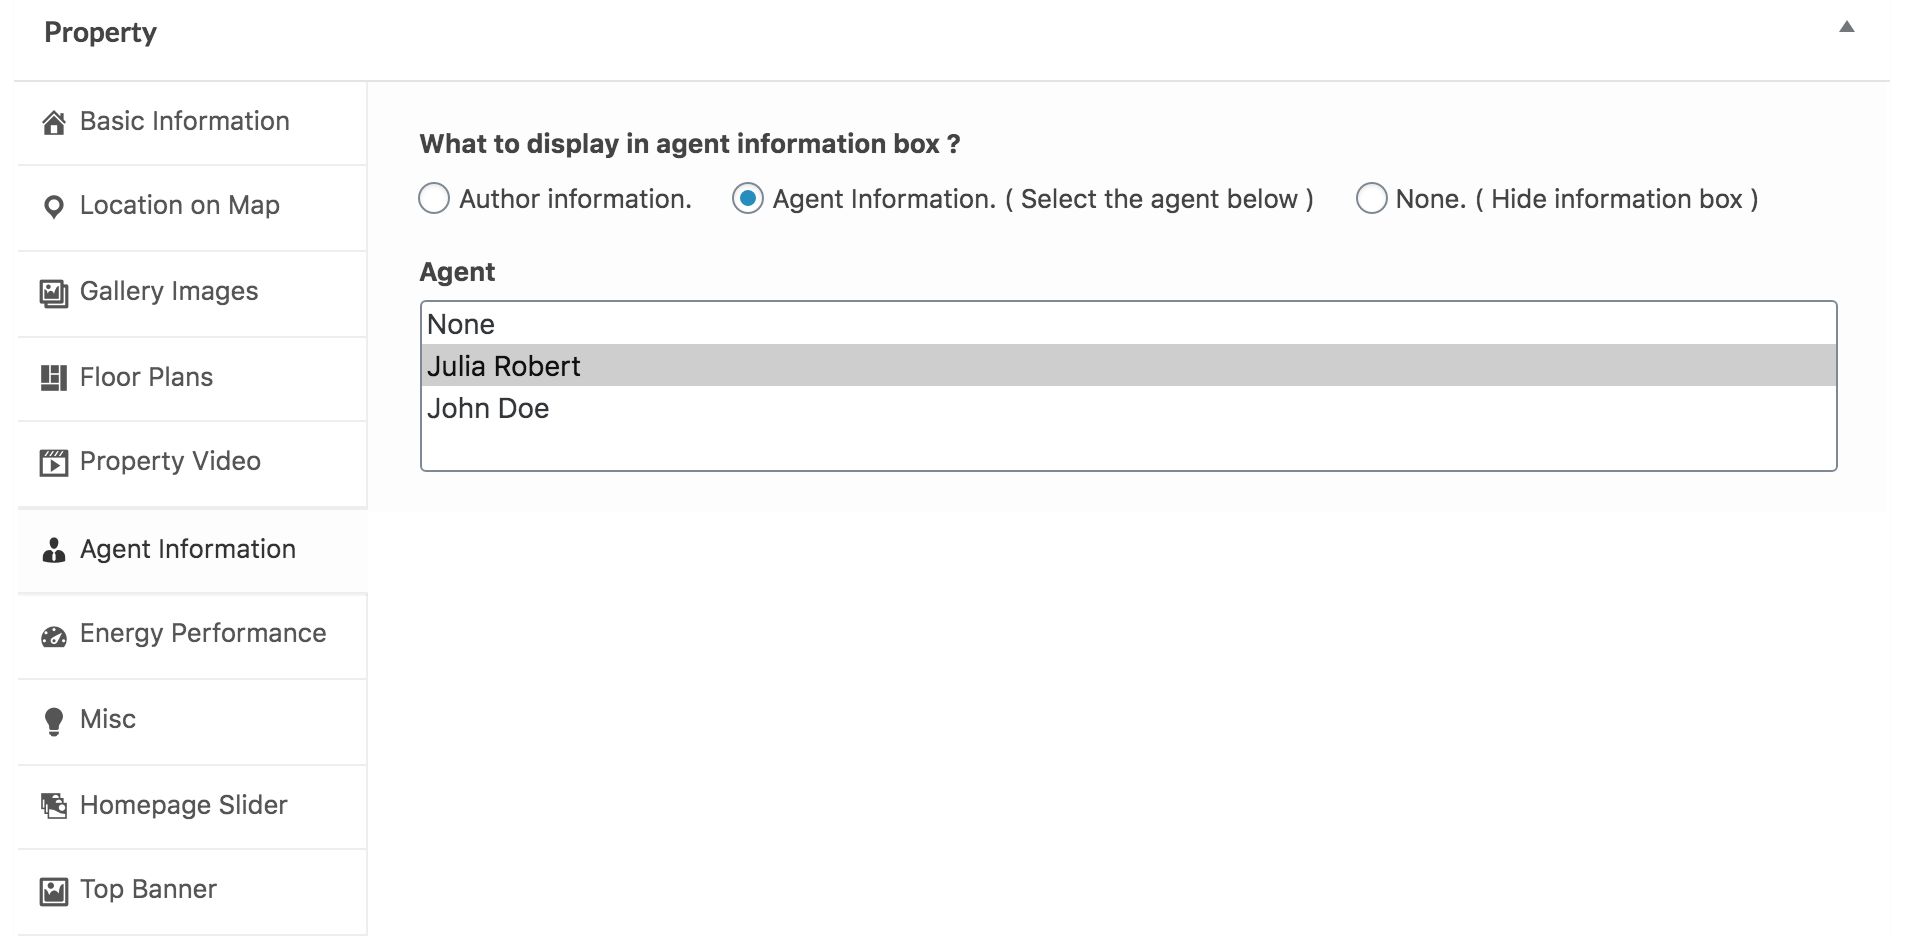 Property
Basic Information
Location on Map
Gallery Images
Floor Plans
Property Video
Agent Information
Energy Performance
Misc
Homepage Slider
Top Banner
What to display in agent information box ?
Author information. Agent Information. ( Select the agent below ) None. ( Hide information box )
Agent
None
Julia Robert
John Doe